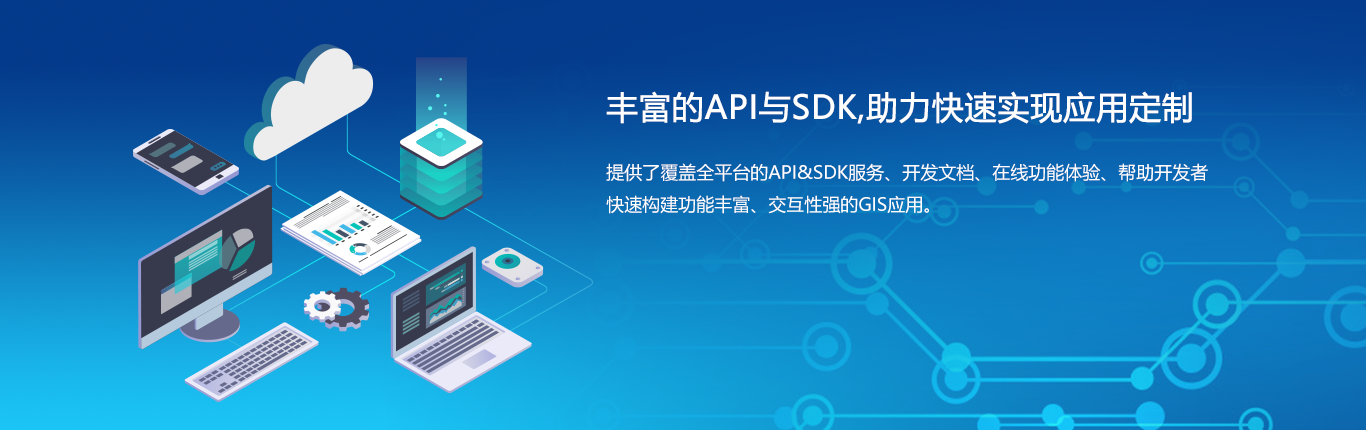 丰富的API与SDK,助力快速实现应用定制
提供了覆盖全平台的API&SDK服务、开发文档、在线功能体验、帮助开发者
快速构建功能丰富、交互性强的GIS应用。